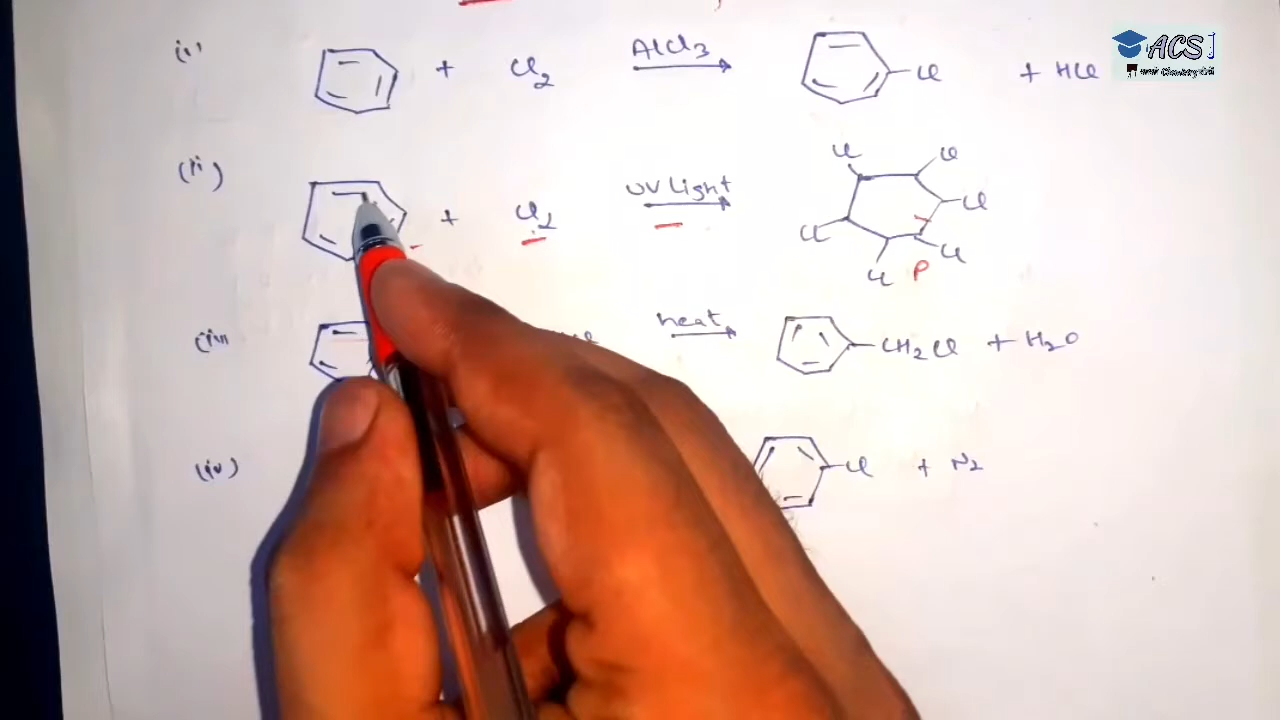 (i) + Cl2 AlCl3 Cl + HCl
(ii) + Cl2 UV Light Cl Cl Cl Cl Cl Cl P
(iii) heat CH2Cl + H2O
(iv) Cl + N2
ACS